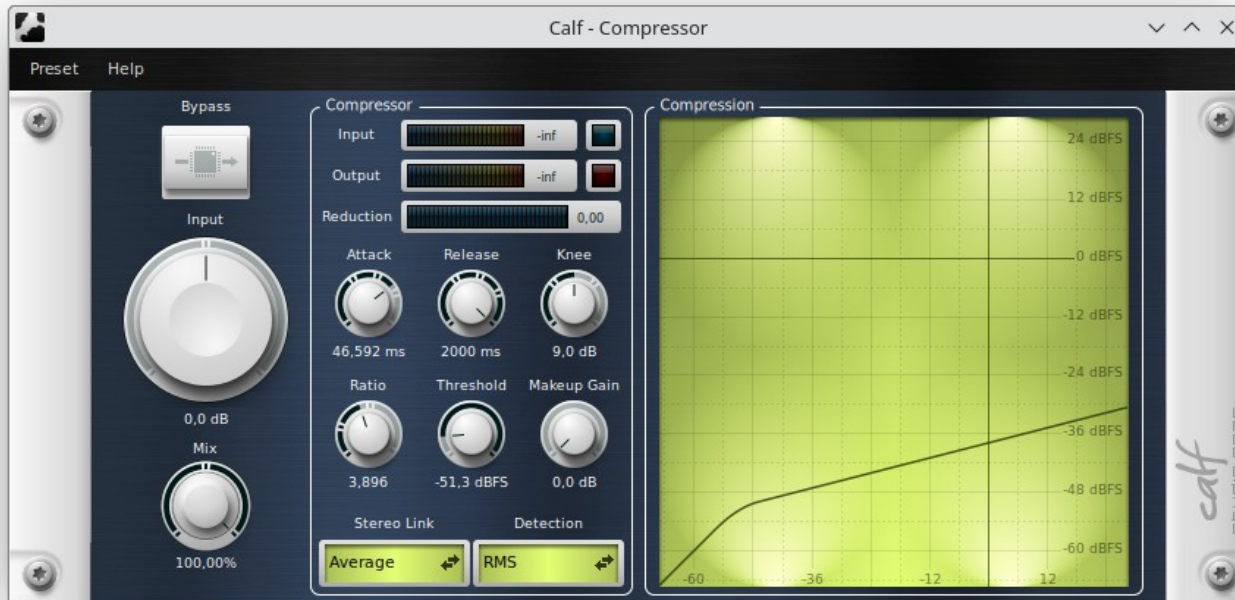 Calf - Compressor
Preset Help
Bypass
Input
0,0 dB
Mix
100,00%
Compressor
Input -inf
Output -inf
Reduction 0,00
Attack Release Knee
46,592 ms 2000 ms 9,0 dB
Ratio Threshold Makeup Gain
3,896 -51,3 dBFS 0,0 dB
Stereo Link Detection
Average RMS
Compression
24 dBFS
12 dBFS
0 dBFS
-12 dBFS
-24 dBFS
-36 dBFS
-48 dBFS
-60 dBFS
-60 -36 -12 12
calf